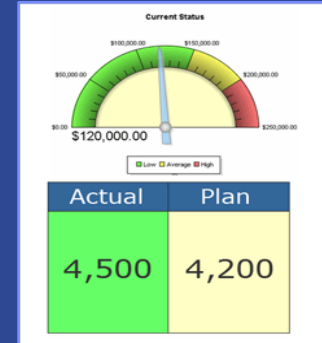 Current Status
$100,000.00 $150,000.00
$50,000.00 $200,000.00
$0.00 $250,000.00
$120,000.00
Low Average High
Actual Plan
4,500 4,200